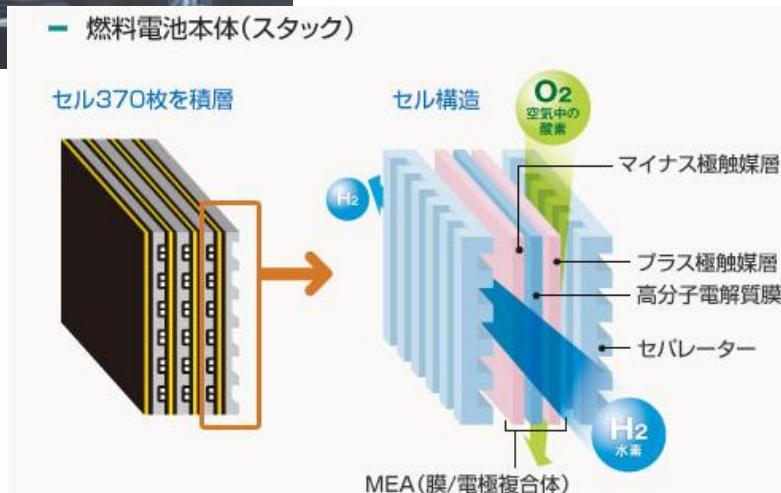 燃料電池本体(スタック)
セル370枚を積層
セル構造
O2
空気中の
酸素
H2
マイナス極触媒層
プラス極触媒層
高分子電解質膜
セパレーター
H2
水素
MEA(膜/電極複合体)